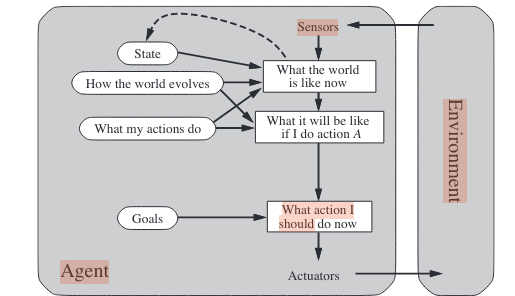 Sensors
State
What the world
is like now
How the world evolves
What it will be like
if I do action A
What my actions do
Environment
What action I
should do now
Goals
Agent
Actuators